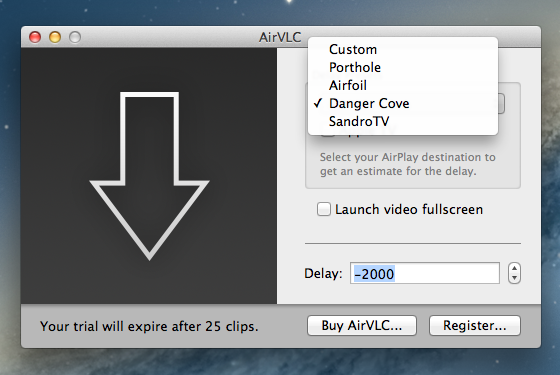 AirVLC
Custom
Porthole
Airfoil
✓ Danger Cove
SandroTV
Select your AirPlay destination to
get an estimate for the delay.
Launch video fullscreen
Delay: -2000
Your trial will expire after 25 clips.
Buy AirVLC...
Register...